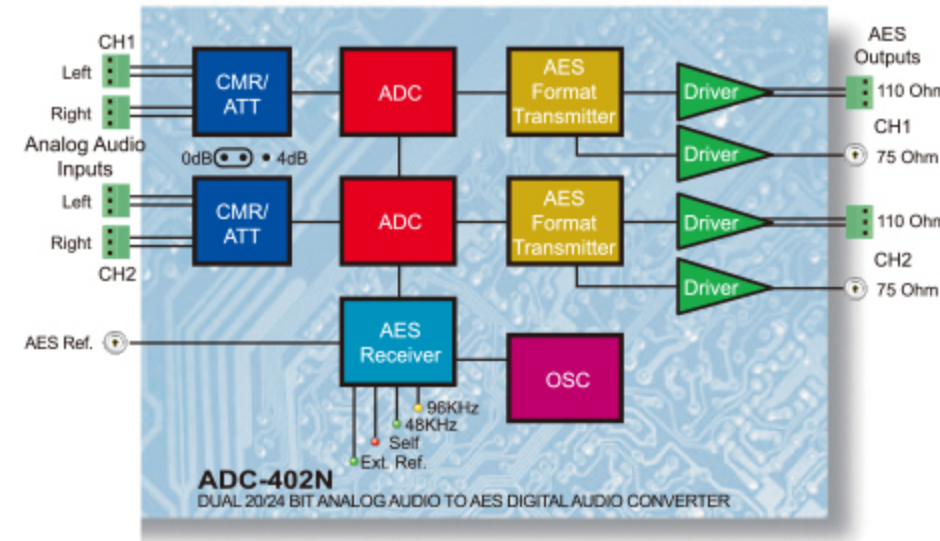 CH1
Left
Right
Analog Audio
Inputs
Left
Right
CH2
AES Ref.
CMR/
ATT
0dB
4dB
CMR/
ATT
ADC
ADC
AES
Receiver
AES
Format
Transmitter
AES
Format
Transmitter
OSC
Driver
Driver
Driver
Driver
AES
Outputs
110 Ohm
CH1
75 Ohm
110 Ohm
CH2
75 Ohm
96KHz
48KHz
Self
Ext. Ref.
ADC-402N
DUAL 20/24 BIT ANALOG AUDIO TO AES DIGITAL AUDIO CONVERTER